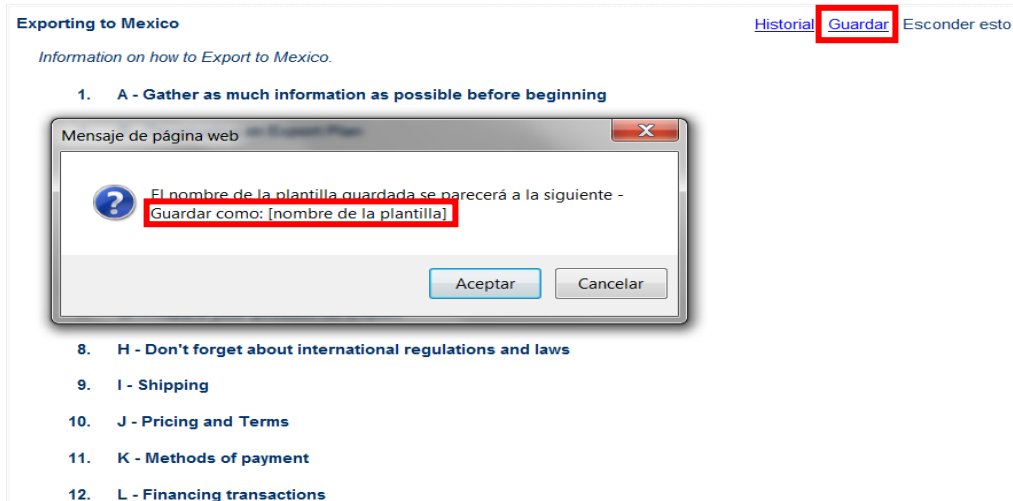 Exporting to Mexico Historial Guardar Esconder esto
Information on how to Export to Mexico.
1. A - Gather as much information as possible before beginning
Mensaje de página web
El nombre de la plantilla guardada se parecerá a la siguiente -
Guardar como: [nombre de la plantilla]
Aceptar Cancelar
8. H - Don't forget about international regulations and laws
9. I - Shipping
10. J - Pricing and Terms
11. K - Methods of payment
12. L - Financing transactions